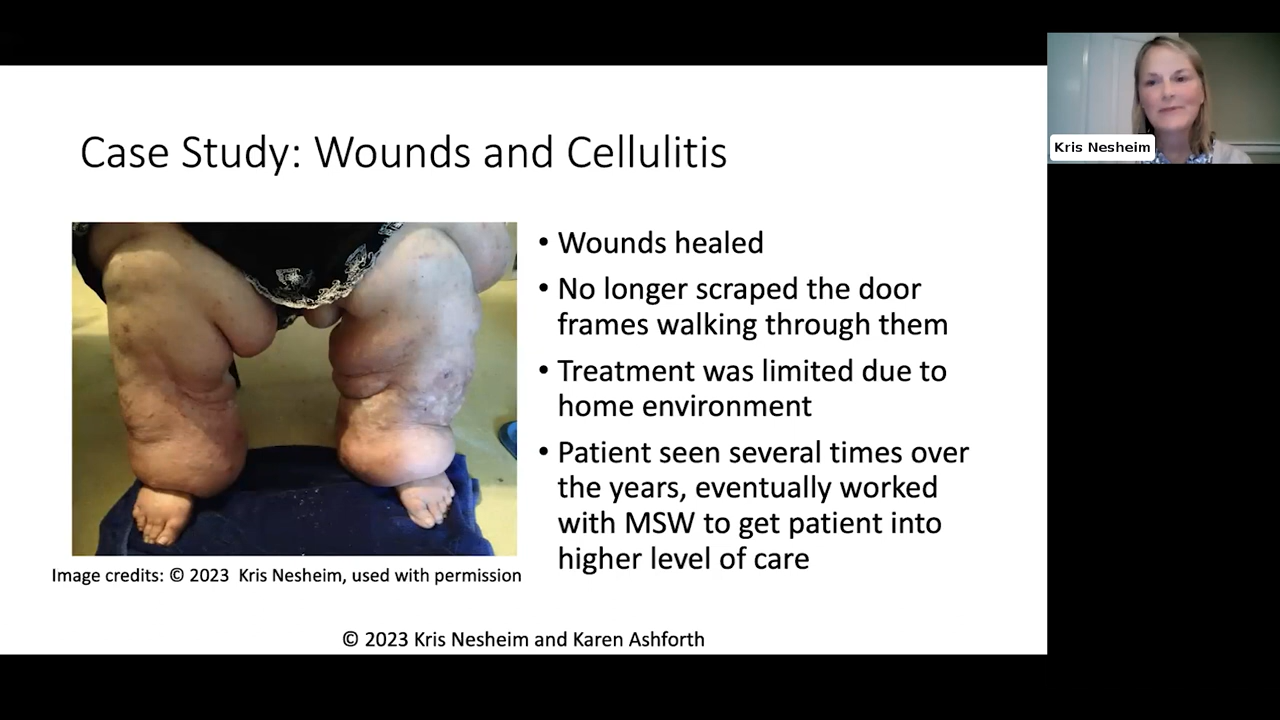 Kris Nesheim
Case Study: Wounds and Cellulitis
• Wounds healed
• No longer scraped the door
frames walking through them
• Treatment was limited due to
home environment
• Patient seen several times over
the years, eventually worked
with MSW to get patient into
higher level of care
Image credits: © 2023 Kris Nesheim, used with permission
© 2023 Kris Nesheim and Karen Ashforth